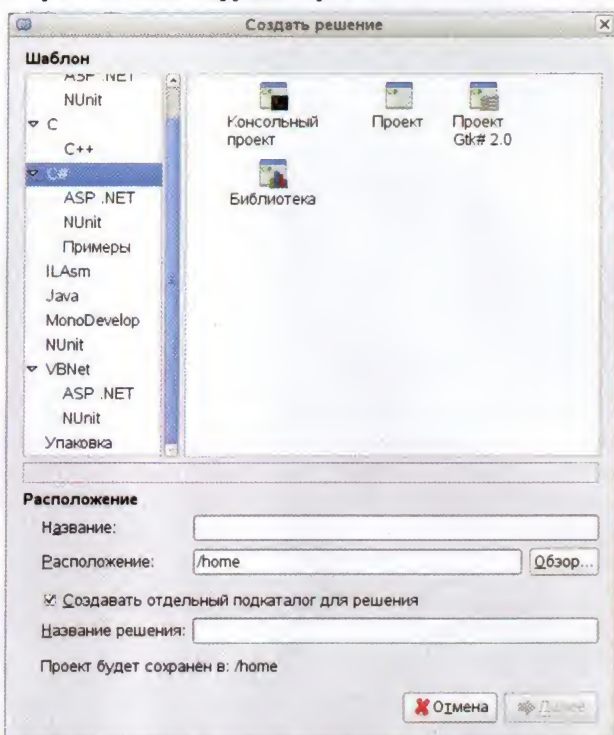 Создать решение
Шаблон
ASP .NET
NUnit
C
C++
C#
ASP .NET
NUnit
Примеры
ILAsm
Java
MonoDevelop
NUnit
VBNet
ASP .NET
NUnit
Упаковка
Консольный
проект
Проект
Проект
Gtk# 2.0
Библиотека
Расположение
Название:
Расположение:
/home
Обзор...
Создавать отдельный подкаталог для решения
Название решения:
Проект будет сохранен в: /home
Отмена
Далее